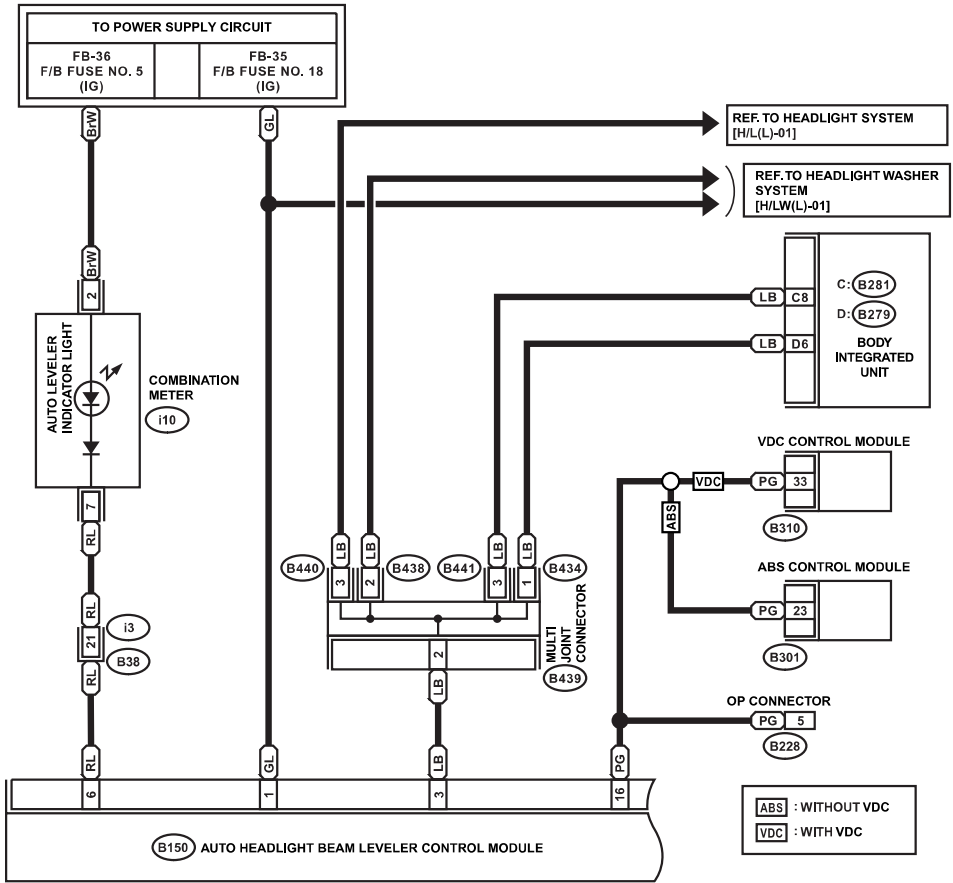 TO POWER SUPPLY CIRCUIT
FB-36
F/B FUSE NO. 5
(IG)
FB-35
F/B FUSE NO. 18
(IG)
BrW
GL
REF. TO HEADLIGHT SYSTEM
[H/L(L)-01]
REF.TO HEADLIGHT WASHER
SYSTEM
[H/LW(L)-01]
BrW
2
LB
C8
C: B281
D: B279
LB
D6
BODY
INTEGRATED
UNIT
AUTO LEVELER
INDICATOR LIGHT
COMBINATION
METER
i10
VDC CONTROL MODULE
VDC
PG
33
ABS
B310
7
RL
LB
LB
LB
LB
B440
3
2
B438
B441
3
1
B434
ABS CONTROL MODULE
PG
23
B301
RL
i3
21
B38
RL
MULTI
JOINT
CONNECTOR
2
B439
LB
OP CONNECTOR
PG
5
B228
RL
GL
LB
PG
6
1
3
16
ABS : WITHOUT VDC
VDC : WITH VDC
B150 AUTO HEADLIGHT BEAM LEVELER CONTROL MODULE